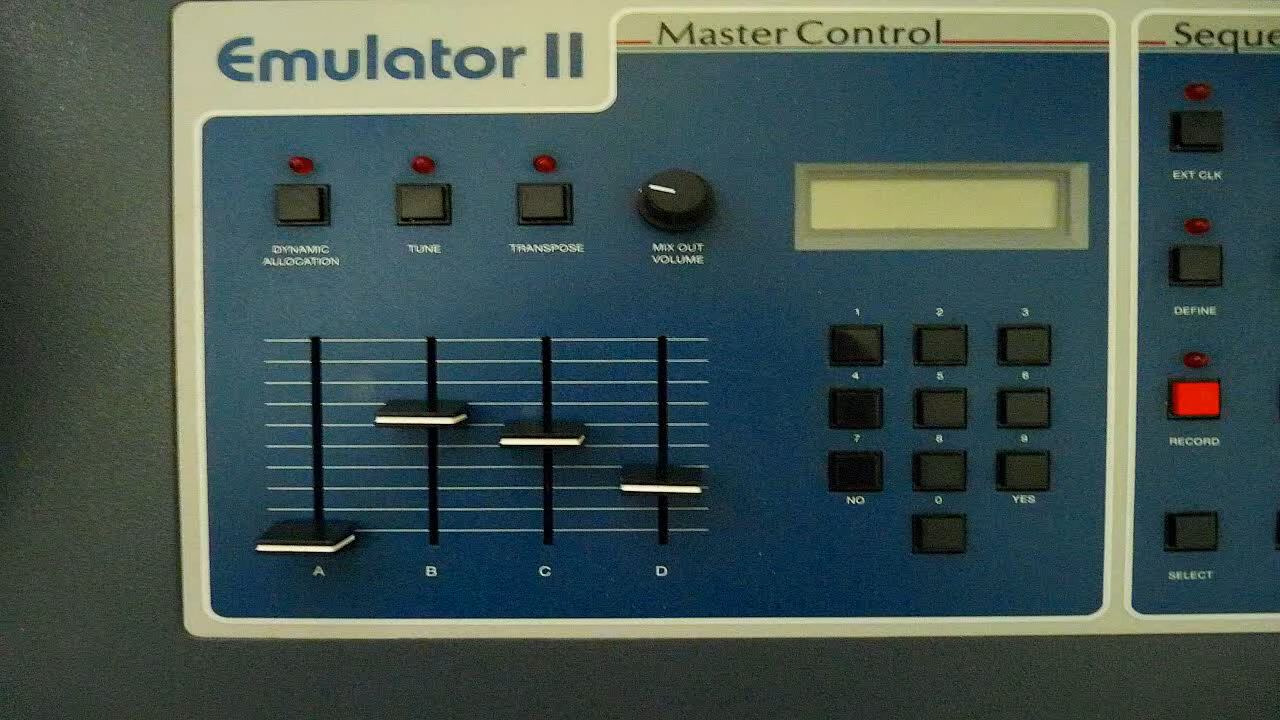 Emulator II
Master Control
Seque
DYNAMIC
ALLOCATION
TUNE
TRANSPOSE
MIX OUT
VOLUME
EXT CLK
DEFINE
RECORD
SELECT
1 2 3
4 5 6
7 8 9
NO 0 YES
A B C D